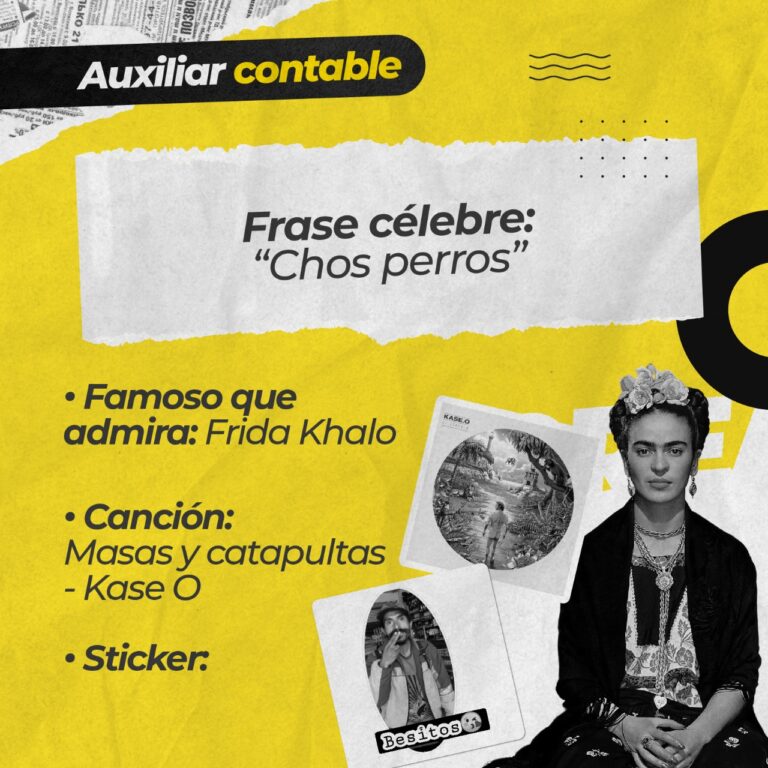 Auxiliar contable
Frase célebre:
“Chos perros”
• Famoso que
admira: Frida Khalo
• Canción:
Masas y catapultas
- Kase O
• Sticker:
KASE.O
Besitos😘